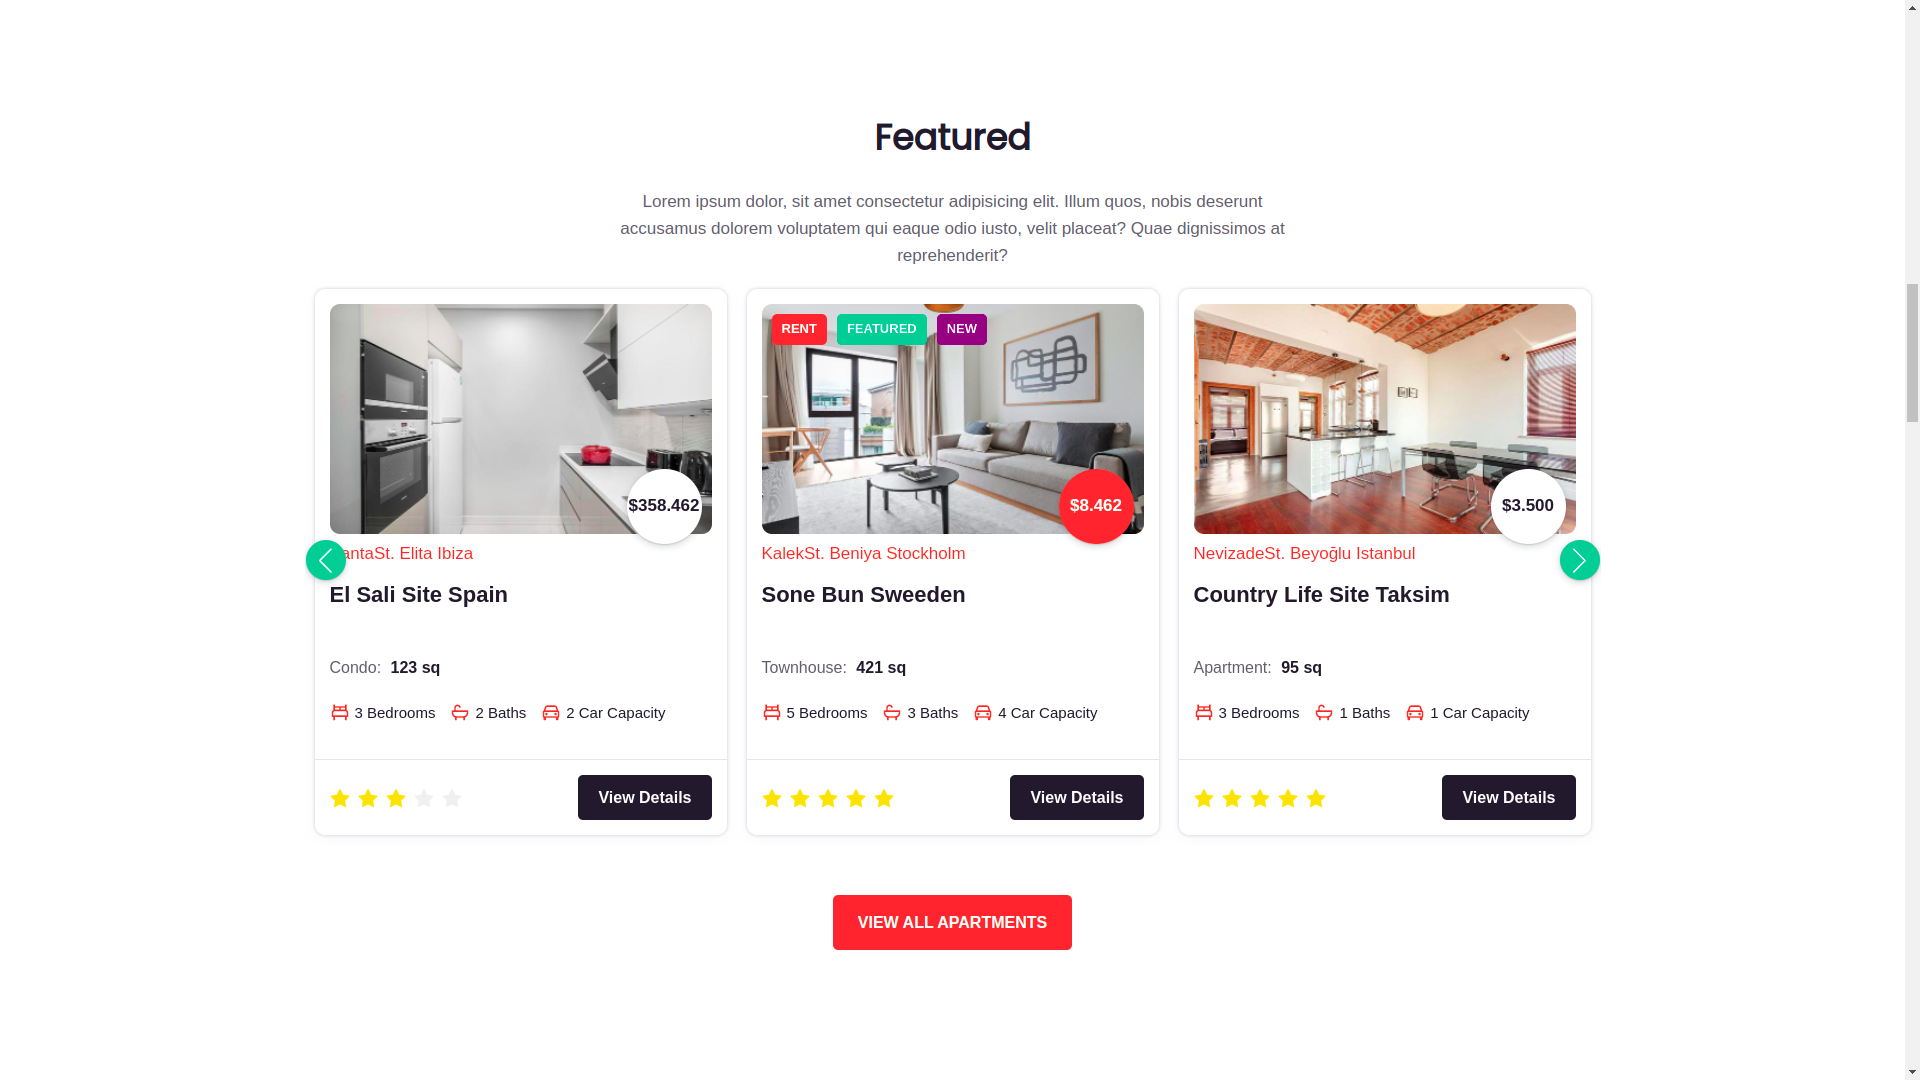 Featured
Lorem ipsum dolor, sit amet consectetur adipisicing elit. Illum quos, nobis deserunt
accusamus dolorem voluptatem qui eaque odio iusto, velit placeat? Quae dignissimos at
reprehenderit?
$358.462
St. Elita Ibiza
El Sali Site Spain
Condo: 123 sq
3 Bedrooms 2 Baths 2 Car Capacity
View Details
RENT FEATURED NEW
$8.462
KalekSt. Beniya Stockholm
Sone Bun Sweeden
Townhouse: 421 sq
5 Bedrooms 3 Baths 4 Car Capacity
View Details
$3.500
NevizadeSt. Beyoğlu Istanbul
Country Life Site Taksim
Apartment: 95 sq
3 Bedrooms 1 Baths 1 Car Capacity
View Details
VIEW ALL APARTMENTS